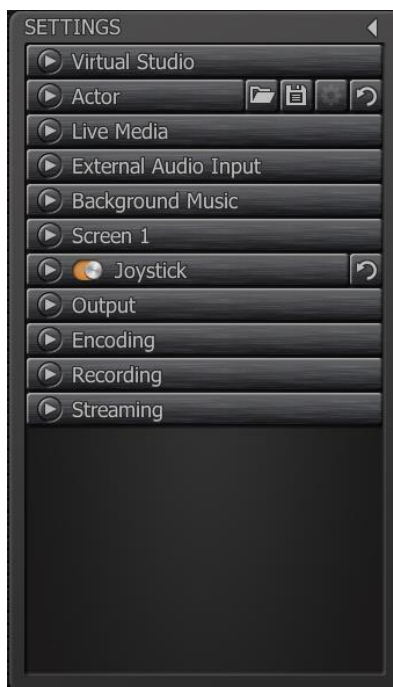 SETTINGS
Virtual Studio
Actor
Live Media
External Audio Input
Background Music
Screen 1
Joystick
Output
Encoding
Recording
Streaming